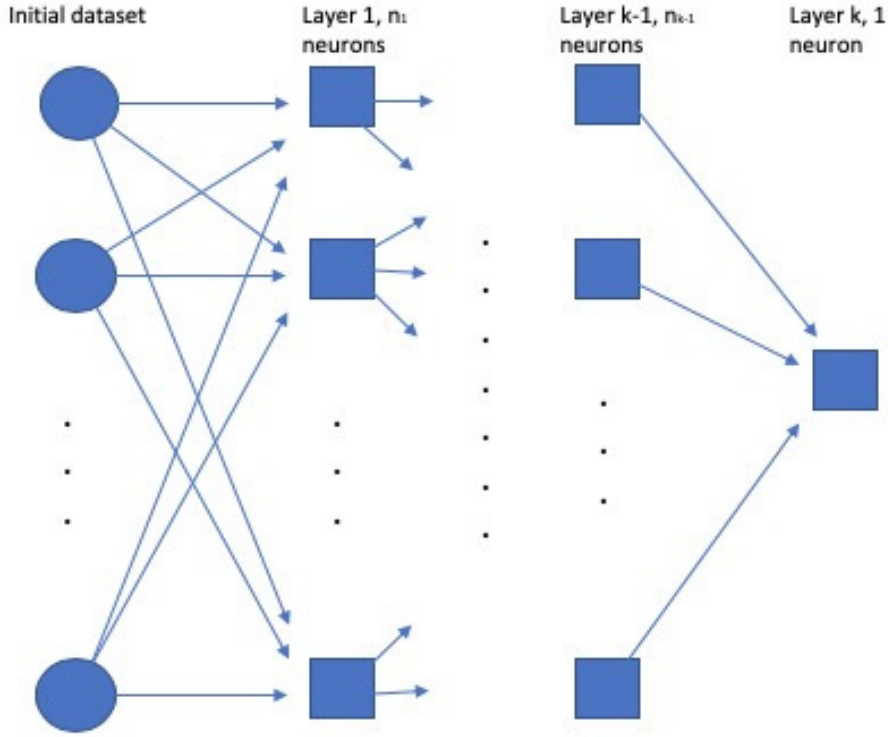 Initial dataset
Layer 1, n₁
neurons
Layer k-1, nₖ₋₁
neurons
Layer k, 1
neuron